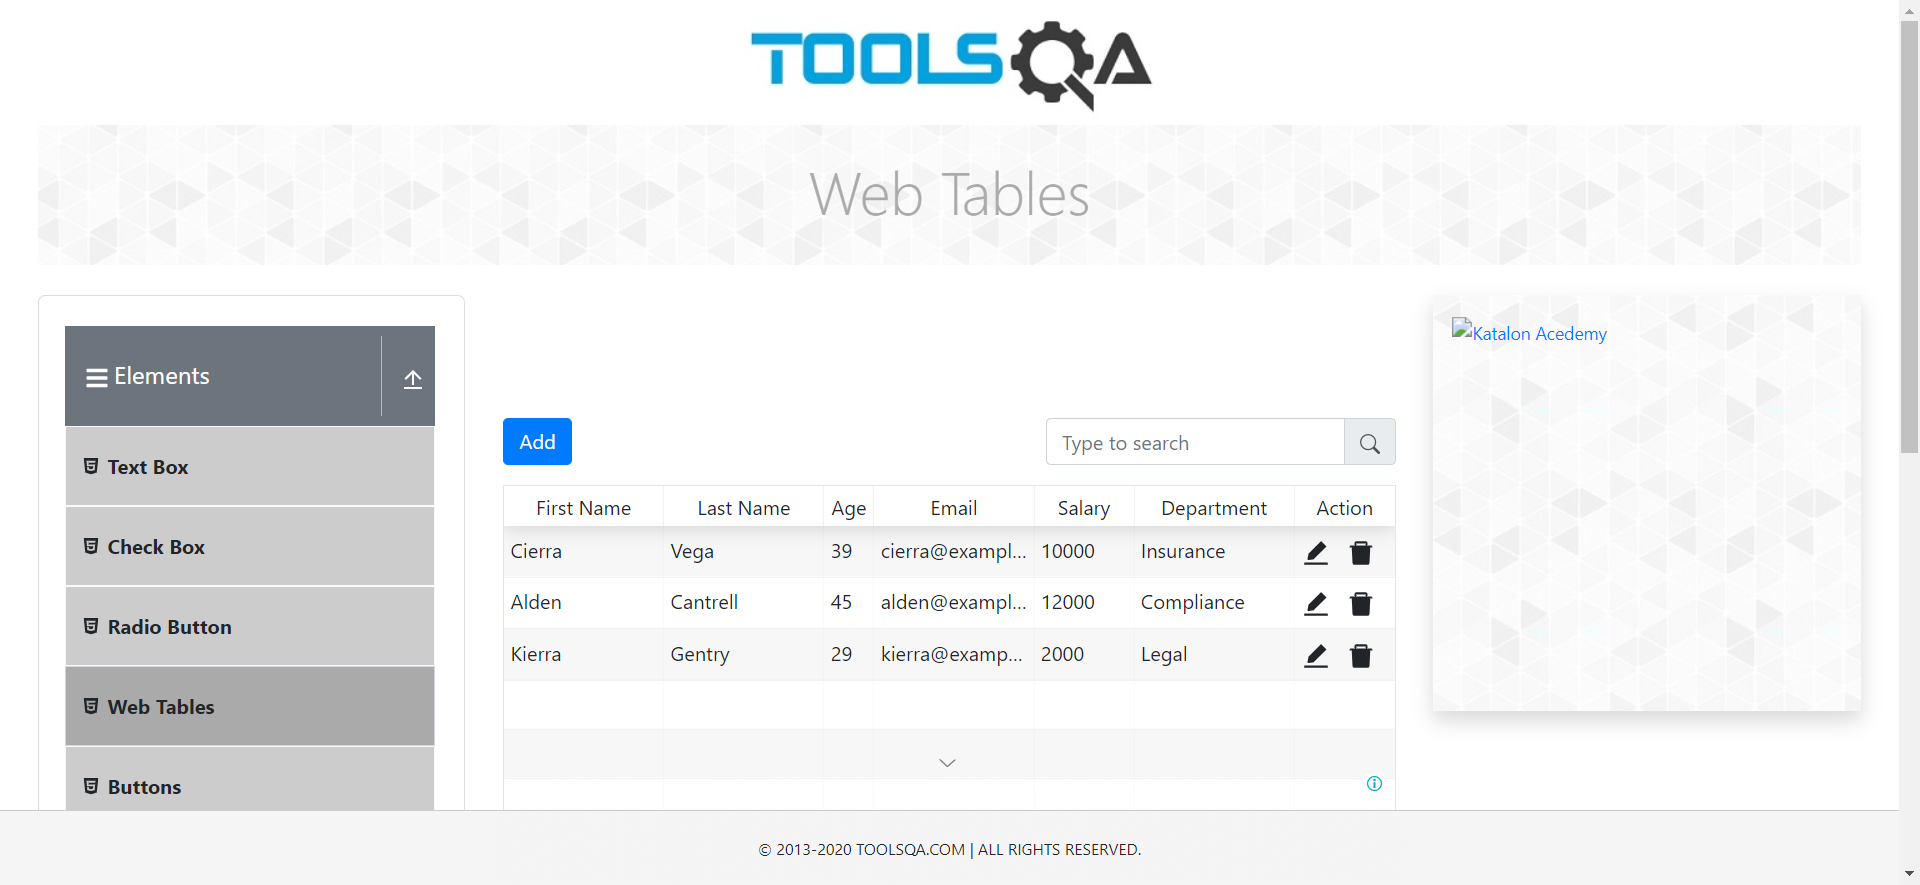 TOOLSQA
Web Tables
Elements
Text Box
Check Box
Radio Button
Web Tables
Buttons
Add
Type to search
First Name Last Name Age Email Salary Department Action
Cierra Vega 39 cierra@exampl... 10000 Insurance
Alden Cantrell 45 alden@exampl... 12000 Compliance
Kierra Gentry 29 kierra@examp... 2000 Legal
Katalon Acedemy
© 2013-2020 TOOLSQA.COM | ALL RIGHTS RESERVED.